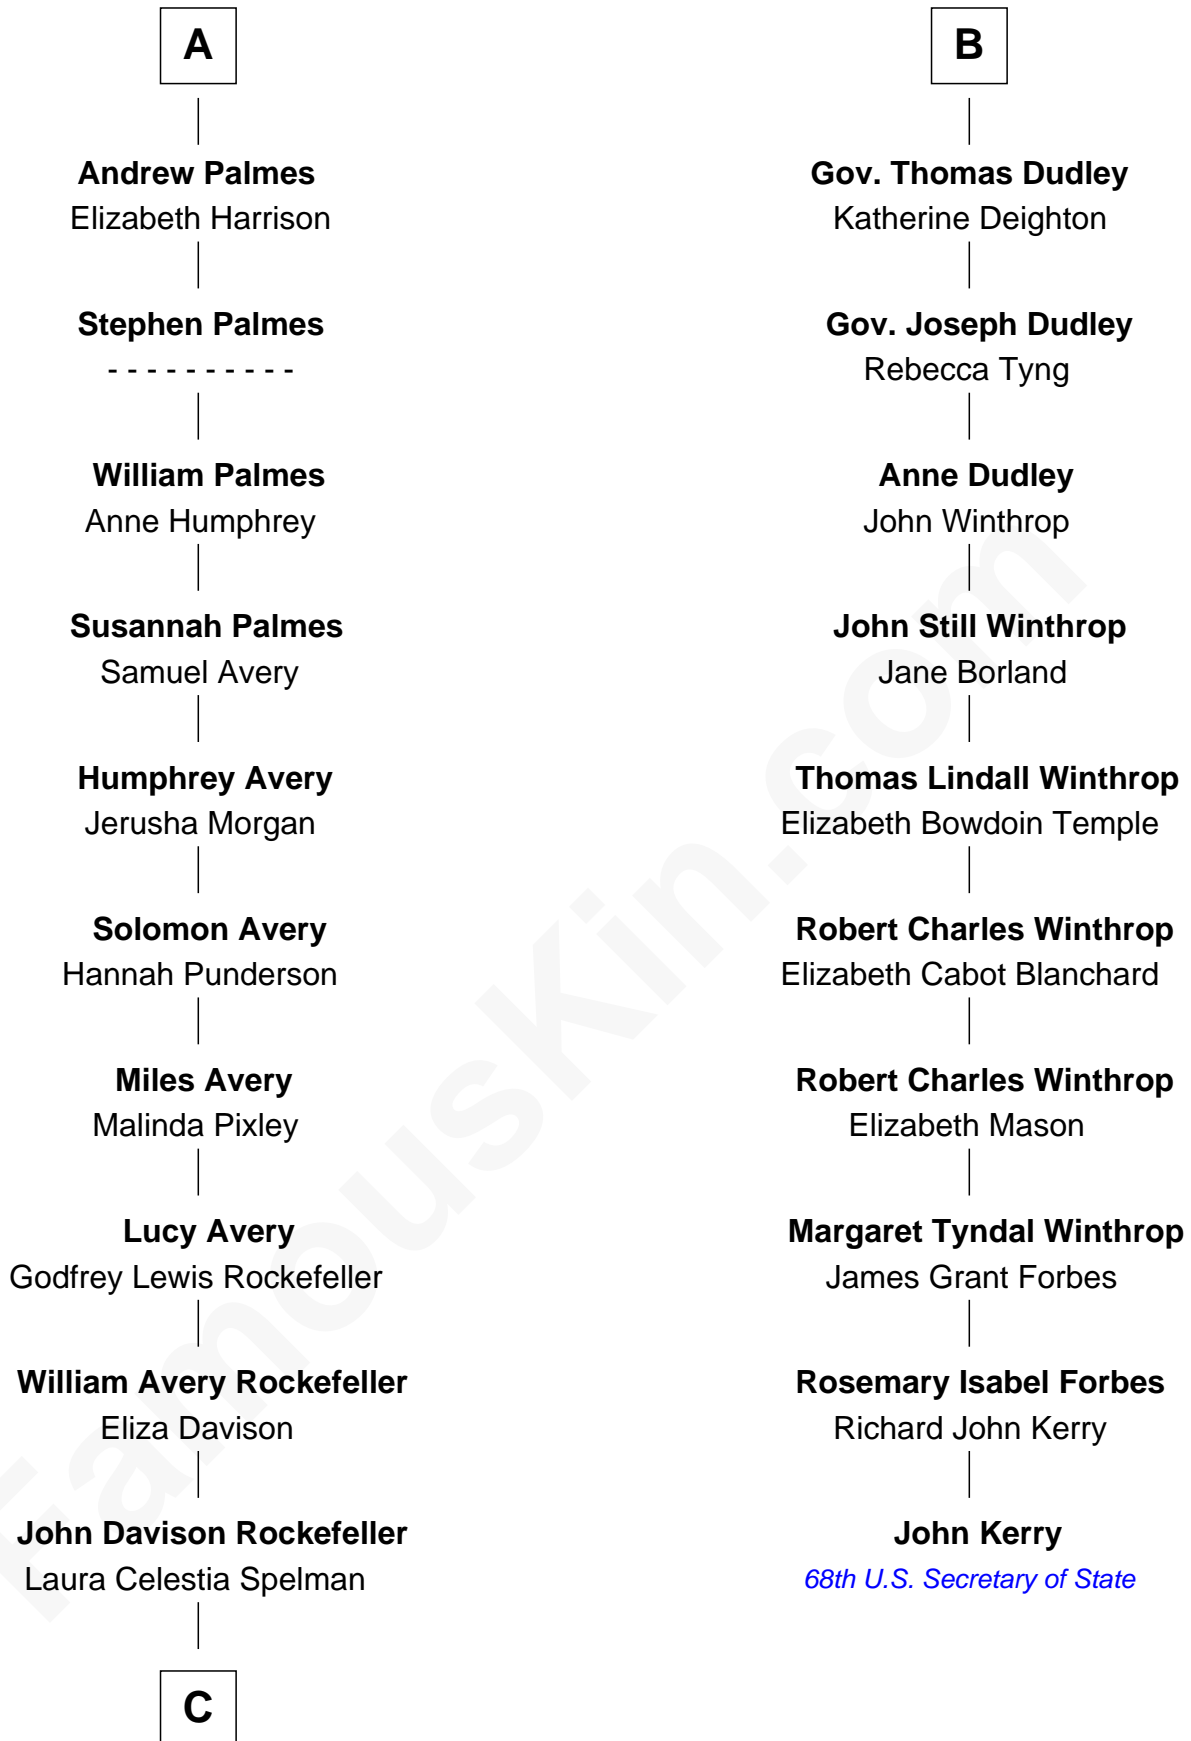 A
Andrew Palmes
Elizabeth Harrison
Stephen Palmes
- - - - - - - - - -
William Palmes
Anne Humphrey
Susannah Palmes
Samuel Avery
Humphrey Avery
Jerusha Morgan
Solomon Avery
Hannah Punderson
Miles Avery
Malinda Pixley
Lucy Avery
Godfrey Lewis Rockefeller
William Avery Rockefeller
Eliza Davison
John Davison Rockefeller
Laura Celestia Spelman
C
B
Gov. Thomas Dudley
Katherine Deighton
Gov. Joseph Dudley
Rebecca Tyng
Anne Dudley
John Winthrop
John Still Winthrop
Jane Borland
Thomas Lindall Winthrop
Elizabeth Bowdoin Temple
Robert Charles Winthrop
Elizabeth Cabot Blanchard
Robert Charles Winthrop
Elizabeth Mason
Margaret Tyndal Winthrop
James Grant Forbes
Rosemary Isabel Forbes
Richard John Kerry
John Kerry
68th U.S. Secretary of State
FamousKin.com